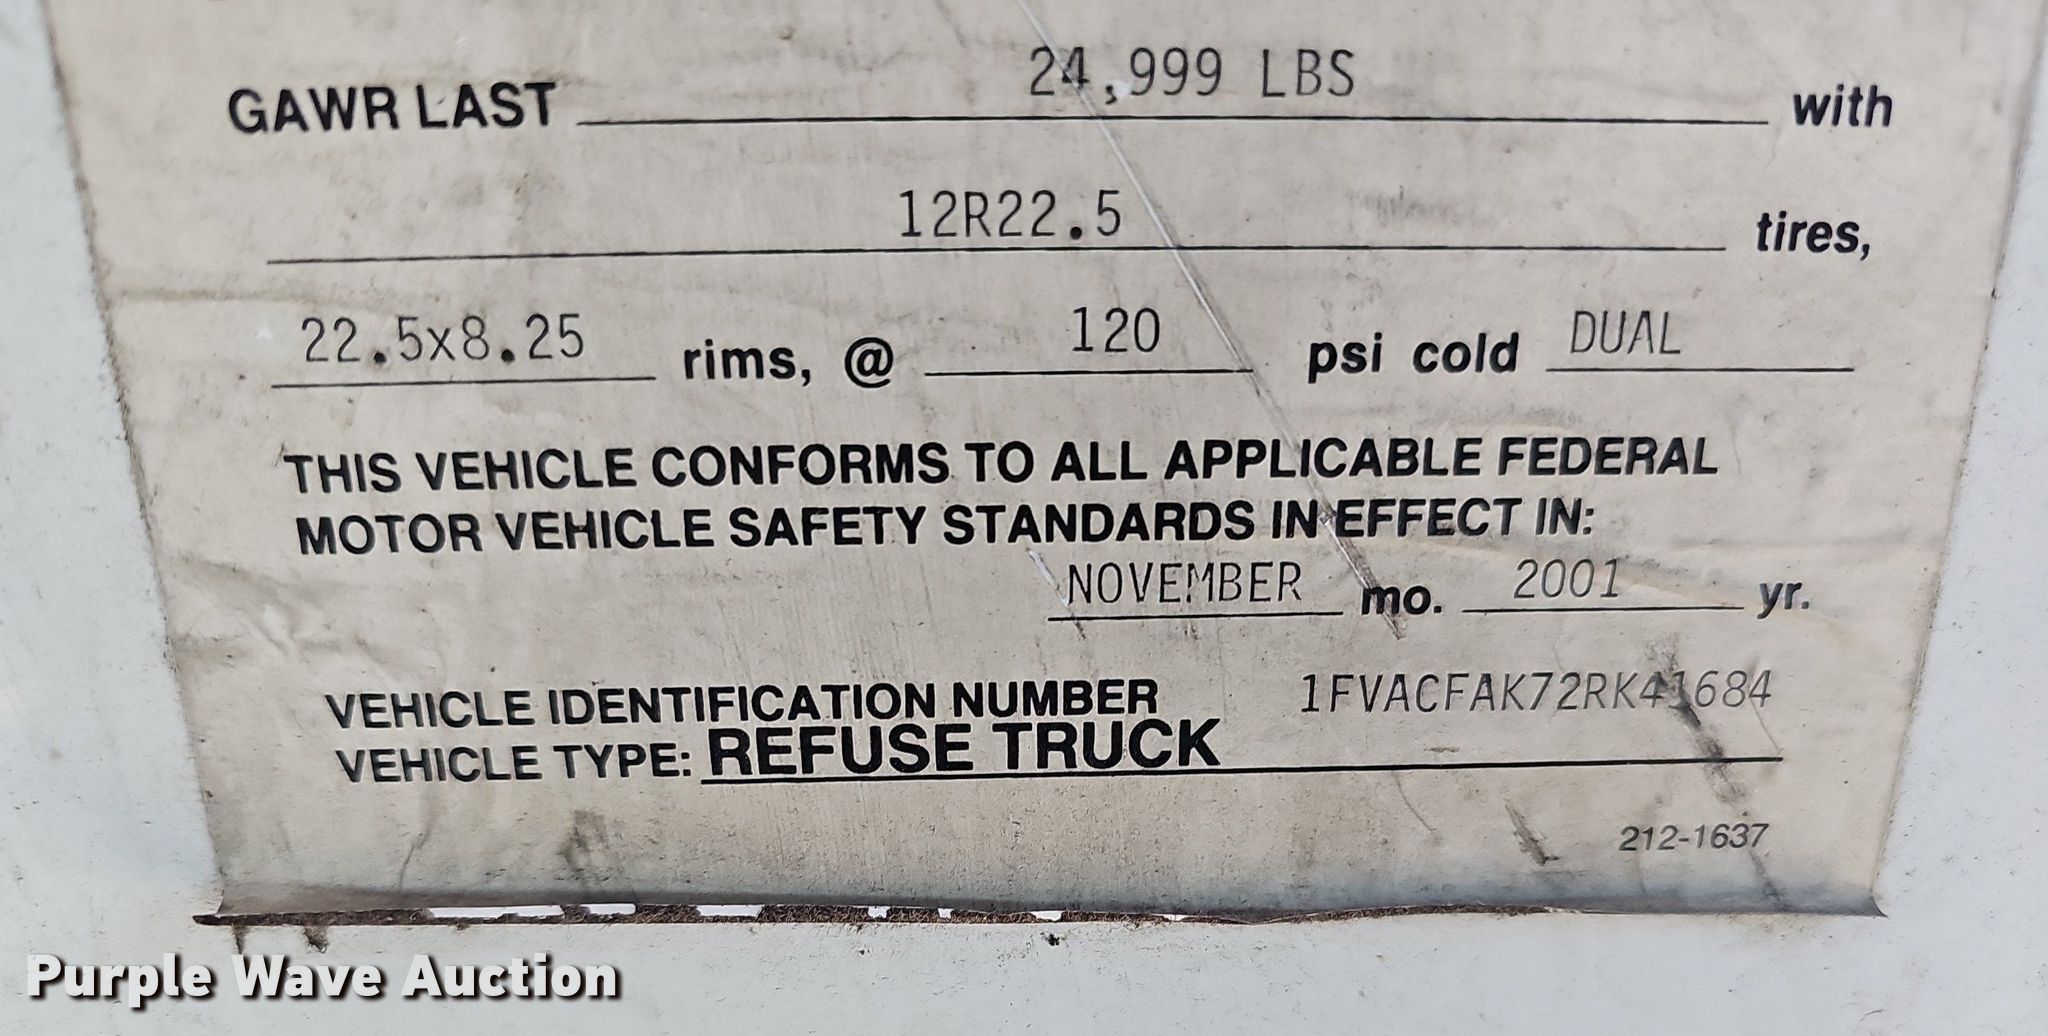 GAWR LAST 24,999 LBS with
12R22.5 tires,
22.5x8.25 rims, @ 120 psi cold DUAL
THIS VEHICLE CONFORMS TO ALL APPLICABLE FEDERAL
MOTOR VEHICLE SAFETY STANDARDS IN EFFECT IN:
NOVEMBER mo. 2001 yr.
VEHICLE IDENTIFICATION NUMBER 1FVACFAK72RK41684
VEHICLE TYPE: REFUSE TRUCK
212-1637
Purple Wave Auction